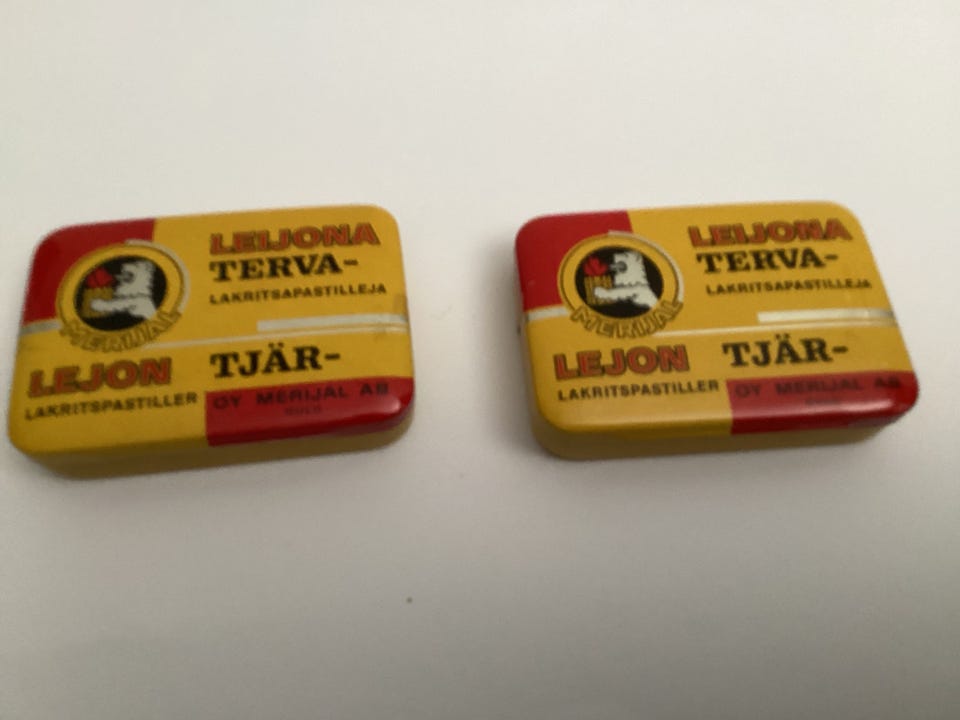 LEIJONA
TERVA-
LAKRITSAPASTILLEJA
MERIJAL
LEJON TJÄR-
LAKRITSPASTILLER
OY MERIJAL AB
OULU
LEIJONA
TERVA-
LAKRITSAPASTILLEJA
MERIJAL
LEJON TJÄR-
LAKRITSPASTILLER
OY MERIJAL AB